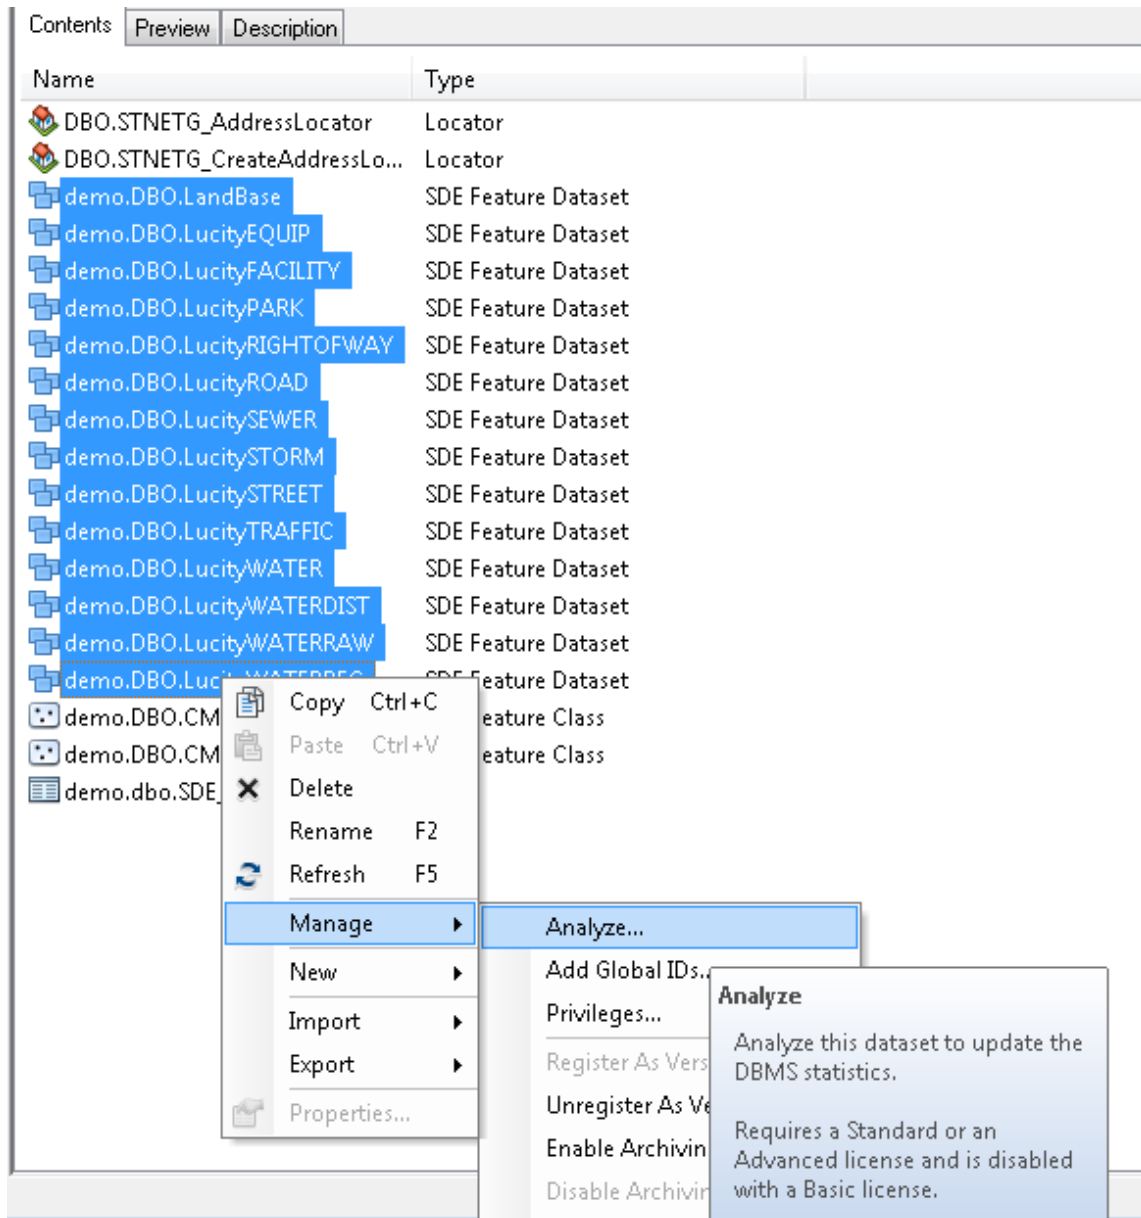 Contents Preview Description
Name Type
DBO.STNETG_AddressLocator Locator
DBO.STNETG_CreateAddressLo... Locator
demo.DBO.LandBase SDE Feature Dataset
demo.DBO.LucityEQUIP SDE Feature Dataset
demo.DBO.LucityFACILITY SDE Feature Dataset
demo.DBO.LucityPARK SDE Feature Dataset
demo.DBO.LucityRIGHTOFWAY SDE Feature Dataset
demo.DBO.LucityROAD SDE Feature Dataset
demo.DBO.LucitySEWER SDE Feature Dataset
demo.DBO.LucitySTORM SDE Feature Dataset
demo.DBO.LucitySTREET SDE Feature Dataset
demo.DBO.LucityTRAFFIC SDE Feature Dataset
demo.DBO.LucityWATER SDE Feature Dataset
demo.DBO.LucityWATERDIST SDE Feature Dataset
demo.DBO.LucityWATERRAW SDE Feature Dataset
demo.DBO.Luc SDE Feature Dataset
demo.DBO.CM eature Class
demo.DBO.CM eature Class
demo.dbo.SDE_
Copy Ctrl+C
Paste Ctrl+V
Delete
Rename F2
Refresh F5
Manage
New
Import
Export
Properties...
Analyze...
Add Global IDs..
Privileges...
Register As Vers
Unregister As Ve
Enable Archivin
Disable Archivin
Analyze
Analyze this dataset to update the
DBMS statistics.
Requires a Standard or an
Advanced license and is disabled
with a Basic license.